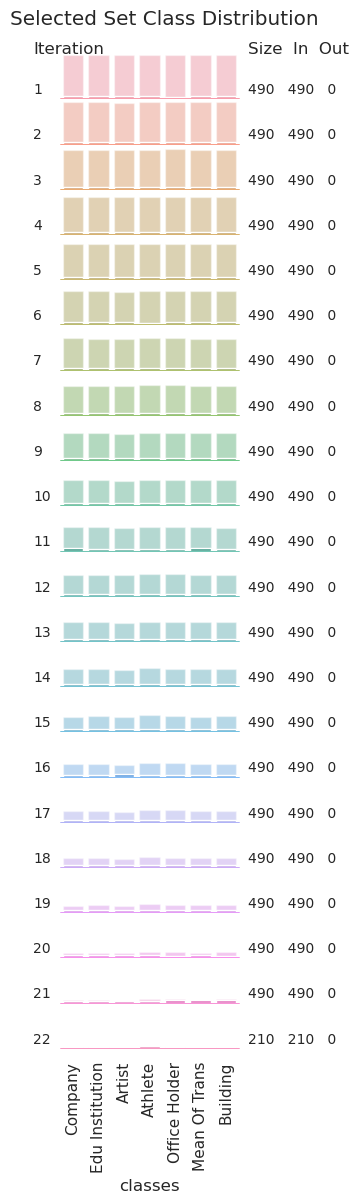 Selected Set Class Distribution
Iteration Size In Out
1 490 490 0
2 490 490 0
3 490 490 0
4 490 490 0
5 490 490 0
6 490 490 0
7 490 490 0
8 490 490 0
9 490 490 0
10 490 490 0
11 490 490 0
12 490 490 0
13 490 490 0
14 490 490 0
15 490 490 0
16 490 490 0
17 490 490 0
18 490 490 0
19 490 490 0
20 490 490 0
21 490 490 0
22 210 210 0
Company
Edu Institution
Artist
Athlete
Office Holder
Mean Of Trans
Building
classes